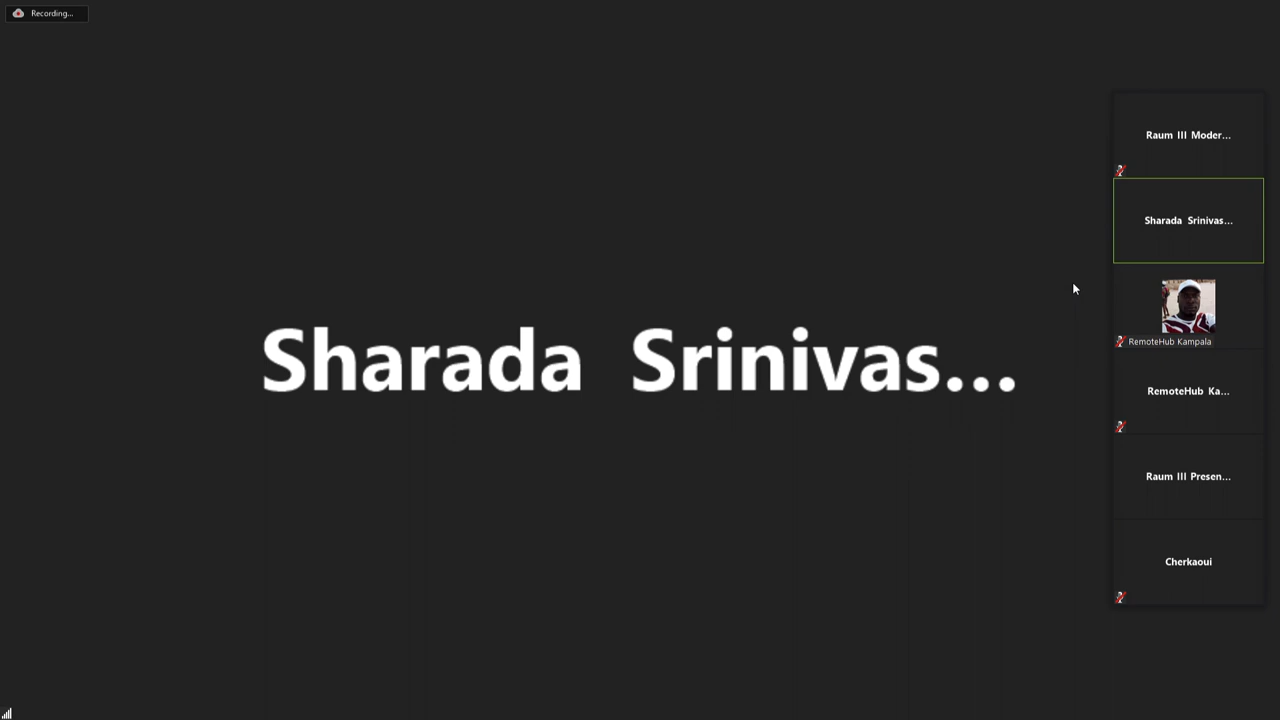 Recording...
Raum III Moder...
Sharada Srinivas...
RemoteHub Kampala
Sharada Srinivas...
RemoteHub Ka...
Raum III Presen...
Cherkaoui